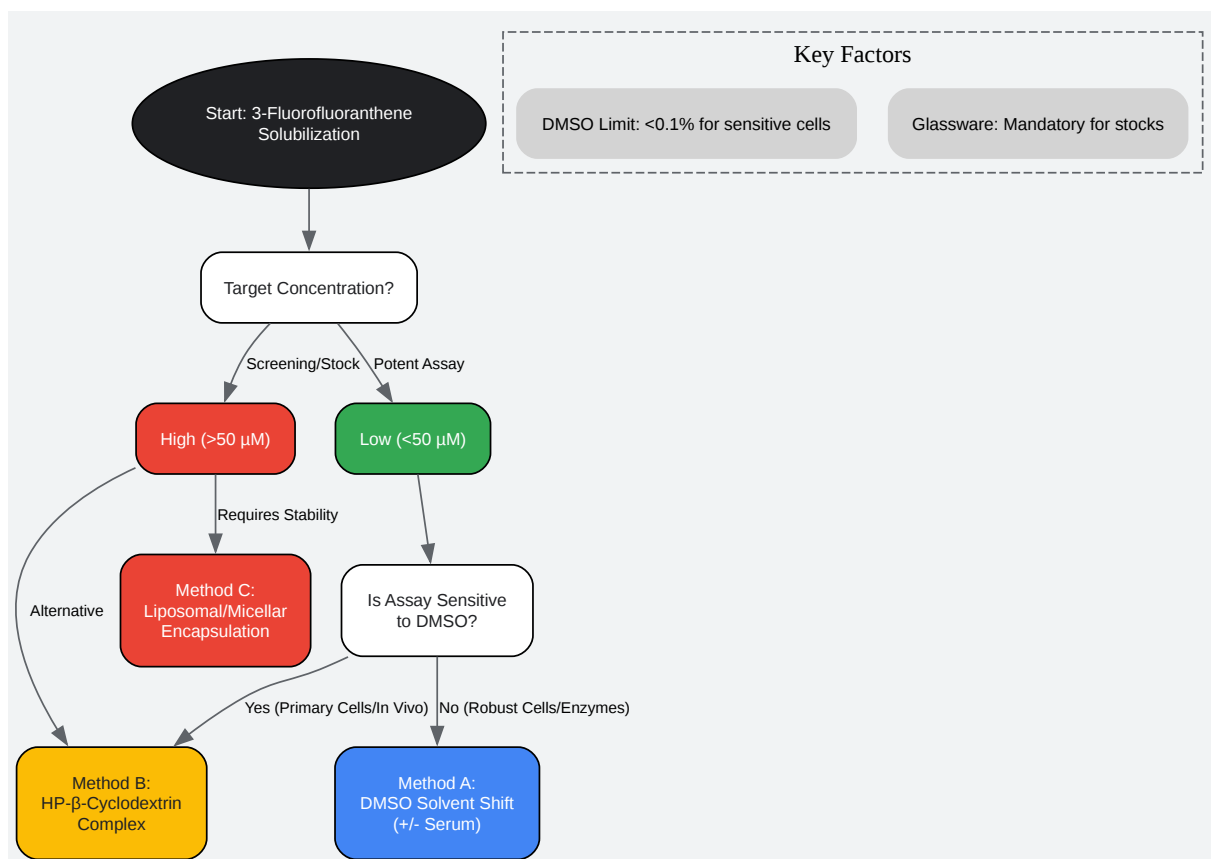 Key Factors
Start: 3-Fluorofluoranthene
Solubilization
DMSO Limit: <0.1% for sensitive cells
Glassware: Mandatory for stocks
Target Concentration?
Screening/Stock
Potent Assay
High (>50 µM)
Low (<50 µM)
Requires Stability
Method C:
Liposomal/Micellar
Encapsulation
Is Assay Sensitive
to DMSO?
Alternative
Yes (Primary Cells/In Vivo)
No (Robust Cells/Enzymes)
Method B:
HP-β-Cyclodextrin
Complex
Method A:
DMSO Solvent Shift
(+/- Serum)